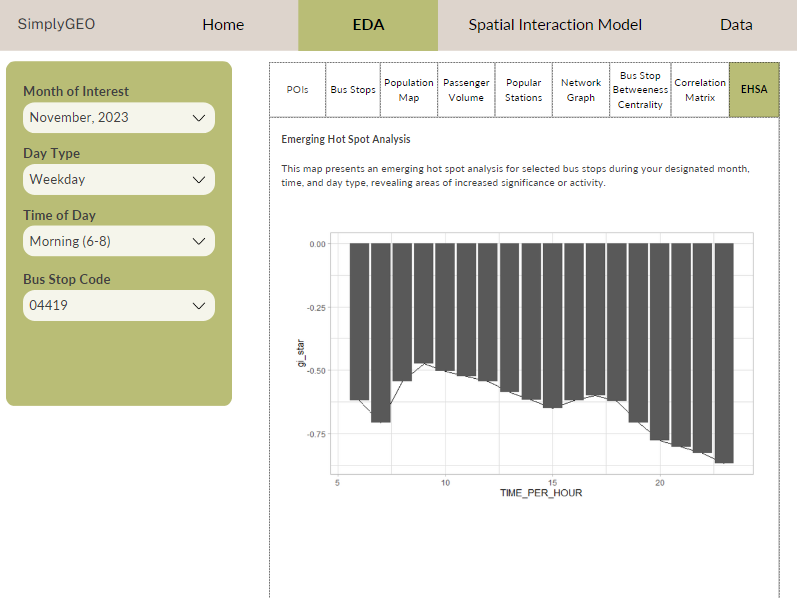 SimplyGEO
Home
EDA
Spatial Interaction Model
Data
Month of Interest
November, 2023
Day Type
Weekday
Time of Day
Morning (6-8)
Bus Stop Code
04419
POIs
Bus Stops
Population
Map
Passenger
Volume
Popular
Stations
Network
Graph
Bus Stop
Betweeness
Centrality
Correlation
Matrix
EHSA
Emerging Hot Spot Analysis
This map presents an emerging hot spot analysis for selected bus stops during your designated month,
time, and day type, revealing areas of increased significance or activity.
0.00
-0.25
-0.50
-0.75
gi_star
5
10
15
20
TIME_PER_HOUR